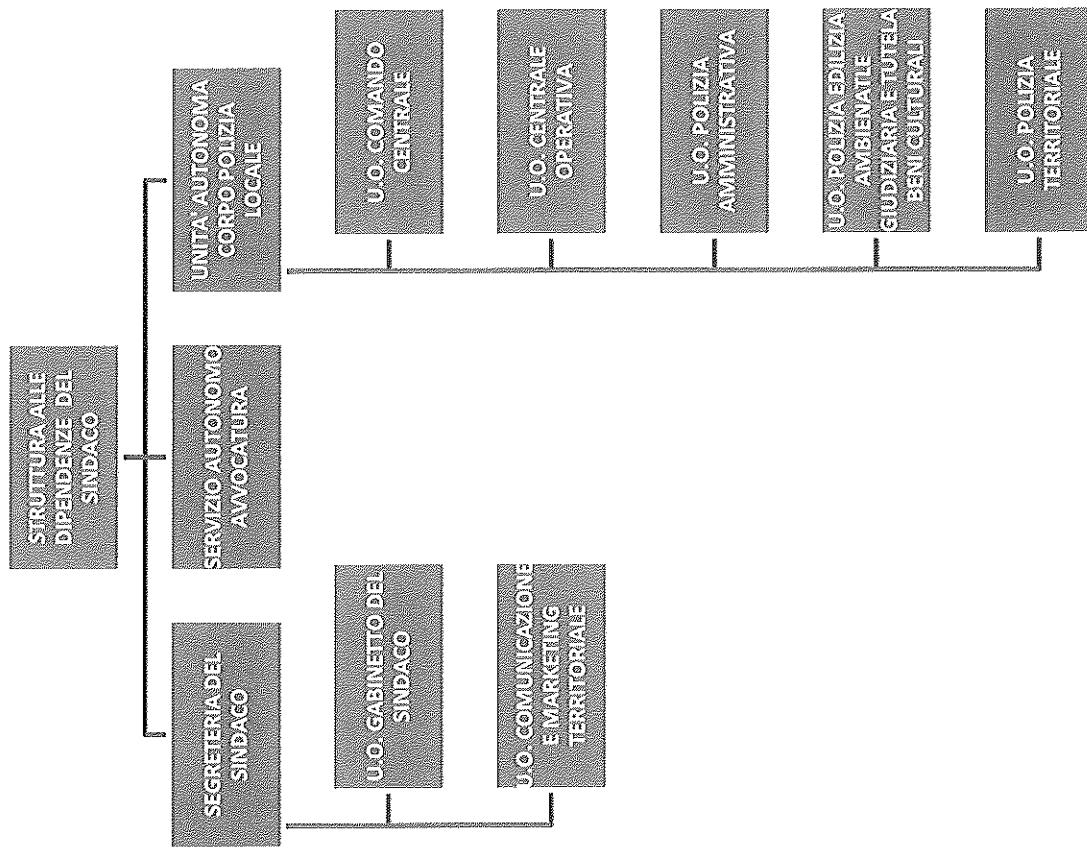 STRUTTURA ALLE
DIPENDENZE DEL
SINDACO
SEGRETERIA DEL
SINDACO
U.O. GABINETTO DEL
SINDACO
U.O. COMUNICAZIONE
E MARKETING
TERRITORIALE
SERVIZIO AUTONOMO
AVVOCATURA
UNITA' AUTONOMA
CORPO POLIZIA
LOCALE
U.O. COMANDO
CENTRALE
U.O. CENTRALE
OPERATIVA
U.O. POLIZIA
AMMINISTRATIVA
U.O. POLIZIA EDILIZIA
AMBIENATLE
GIUDIZIARIA E TUTELA
BENI CULTURALI
U.O. POLIZIA
TERRITORIALE